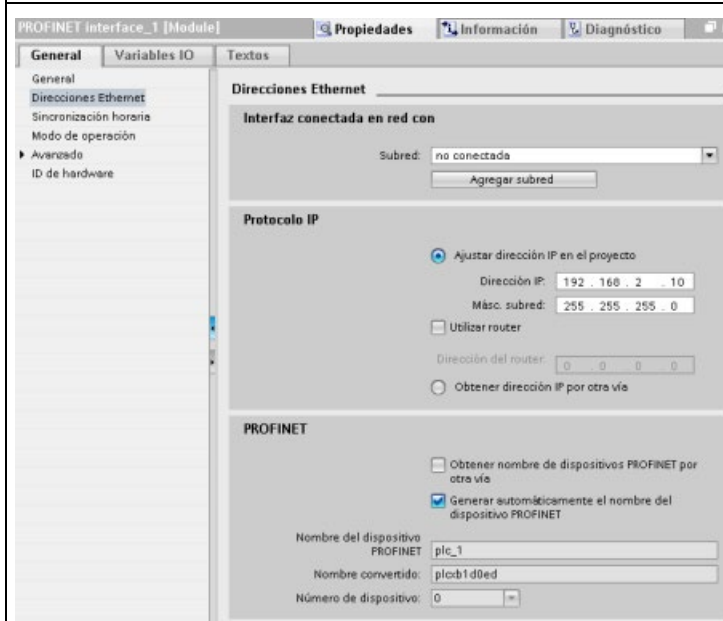 PROFINET interface_1 [Module]
Propiedades
Información
Diagnóstico
General
Variables IO
Textos
General
Direcciones Ethernet
Sincronización horaria
Modo de operación
Avanzado
ID de hardware
Direcciones Ethernet
Interfaz conectada en red con
Subred: no conectada
Agregar subred
Protocolo IP
Ajustar dirección IP en el proyecto
Dirección IP: 192 . 168 . 2 . 10
Másc. subred: 255 . 255 . 255 . 0
Utilizar router
Dirección del router: 0 . 0 . 0 . 0
Obtener dirección IP por otra vía
PROFINET
Obtener nombre de dispositivos PROFINET por
otra vía
Generar automáticamente el nombre del
dispositivo PROFINET
Nombre del dispositivo
PROFINET plc_1
Nombre convertido: plcxb1d0ed
Número de dispositivo: 0